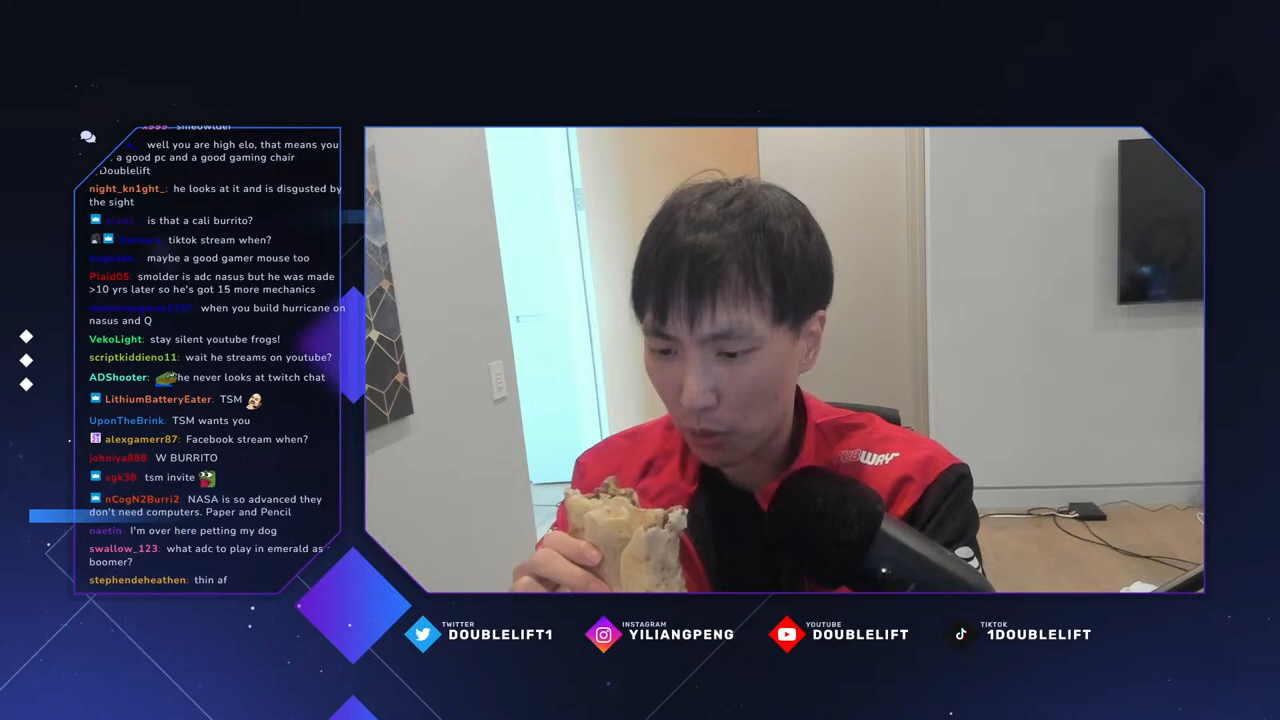 smeowlder
well you are high elo, that means you
a good pc and a good gaming chair
Doublelift
night_kn1ght_: he looks at it and is disgusted by
the sight
is that a cali burrito?
tiktok stream when?
maybe a good gamer mouse too
Plaid05 smolder is adc nasus but he was made
>10 yrs later so he's got 15 more mechanics
when you build hurricane on
nasus and Q
VekoLight: stay silent youtube frogs!
scriptkiddieno11: wait he streams on youtube?
ADShooter: he never looks at twitch chat
LithiumBatteryEater: TSM
UponTheBrink: TSM wants you
alexgamerr87: Facebook stream when?
johniya888 W BURRITO
agk38 tsm invite
nCogN2Burri2 NASA is so advanced they
don't need computers. Paper and Pencil
naetin: I'm over here petting my dog
swallow_123: what adc to play in emerald as
boomer?
stephendeheathen: thin af
SUBWAY
TWITTER
DOUBLELIFT1
INSTAGRAM
YILIANGPENG
YOUTUBE
DOUBLELIFT
TIKTOK
1DOUBLELIFT